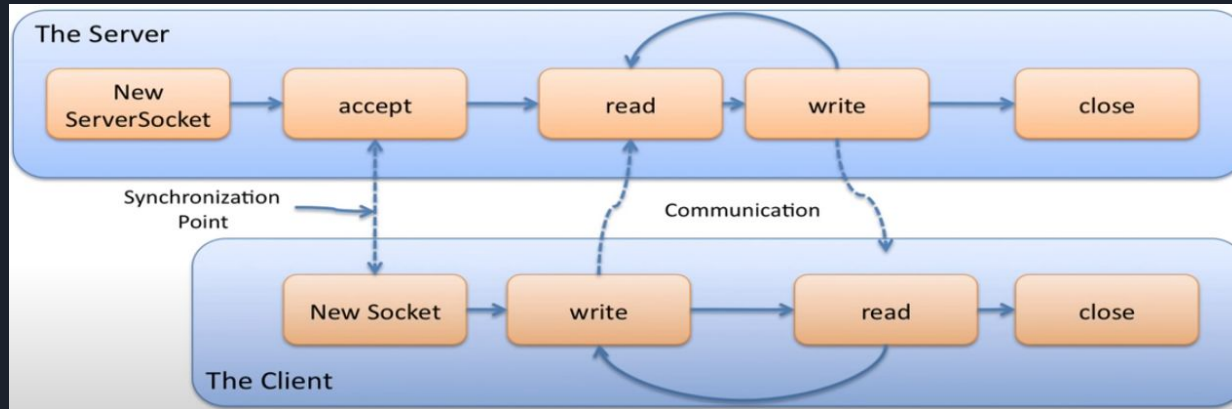 The Server
New
ServerSocket
accept
read
write
close
Synchronization
Point
Communication
New Socket
write
read
close
The Client